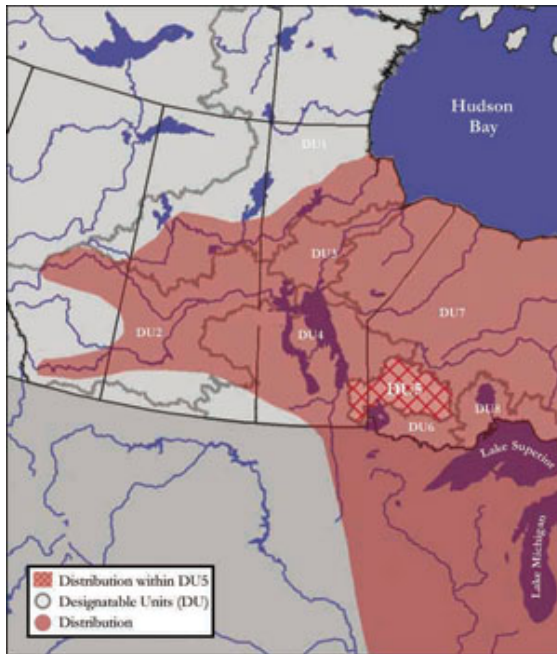 Hudson
Bay
DU1
DU3
DU2
DU4
DU7
DU5
DU6
DU8
Lake Superior
Lake Michigan
Distribution within DU5
Designatable Units (DU)
Distribution